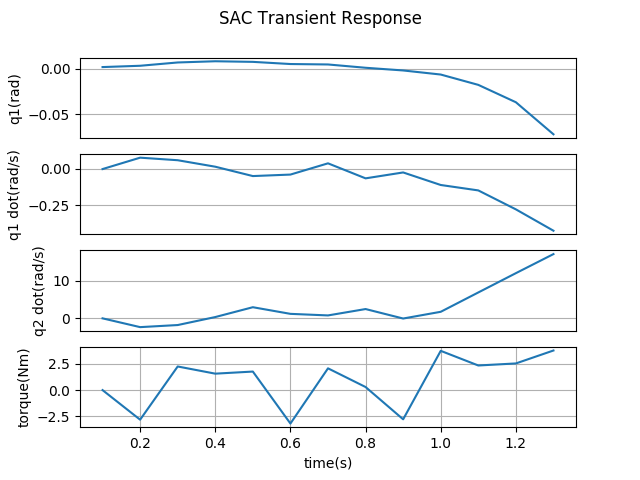 SAC Transient Response
q1(rad)
0.00
−0.05
q1 dot(rad/s)
0.00
−0.25
q2 dot(rad/s)
10
0
torque(Nm)
2.5
0.0
−2.5
0.2 0.4 0.6 0.8 1.0 1.2
time(s)